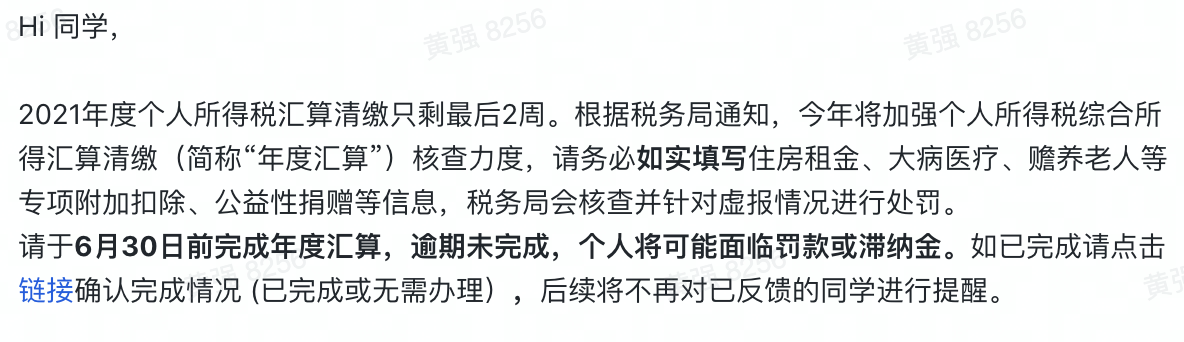 Hi 同学，
2021年度个人所得税汇算清缴只剩最后2周。根据税务局通知，今年将加强个人所得税综合所
得汇算清缴（简称“年度汇算”）核查力度，请务必如实填写住房租金、大病医疗、赡养老人等
专项附加扣除、公益性捐赠等信息，税务局会核查并针对虚报情况进行处罚。
请于6月30日前完成年度汇算，逾期未完成，个人将可能面临罚款或滞纳金。如已完成请点击
链接确认完成情况 (已完成或无需办理），后续将不再对已反馈的同学进行提醒。
8256
黄强 8256
黄强 8256
黄强 8256
黄强 8256
黄强